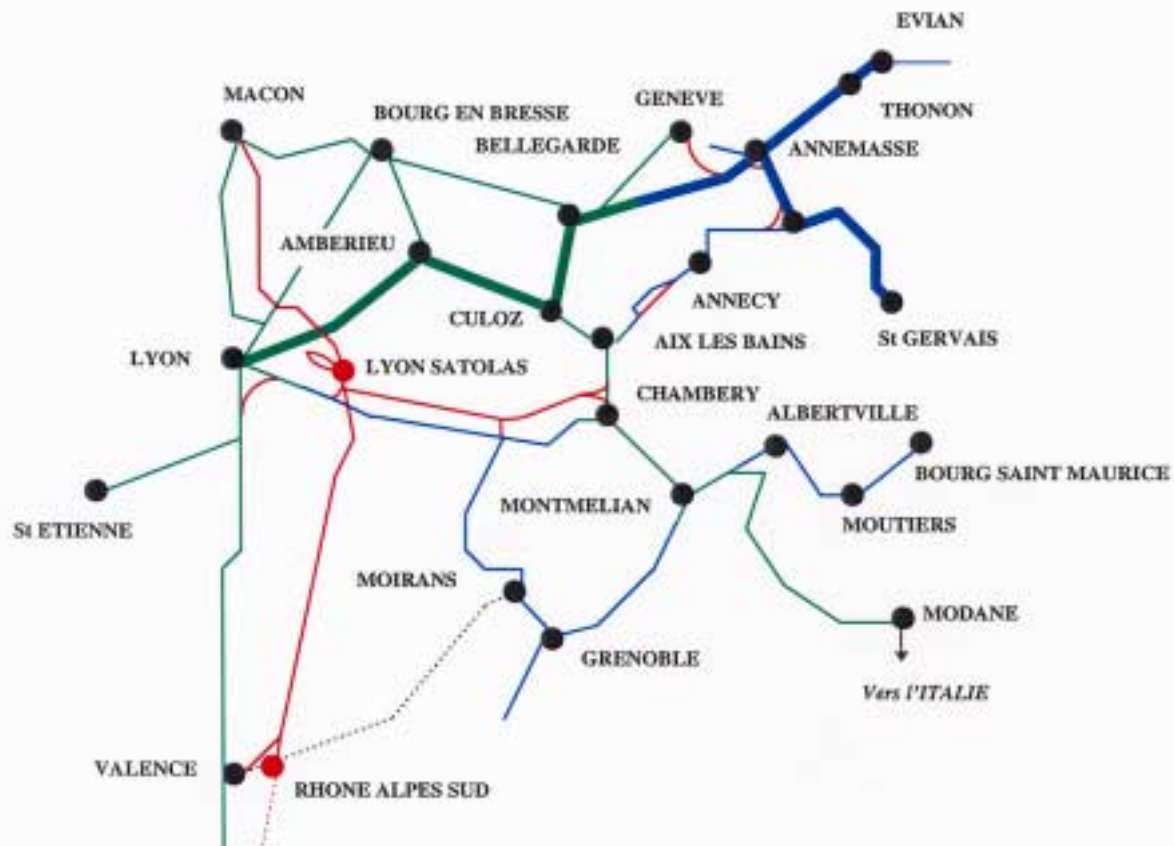 EVIAN
MACON
GENEVE
BOURG EN BRESSE
THONON
BELLEGARDE
ANNEMASSE
AMBERIEU
ANNECY
CULOZ
St GERVAIS
AIX LES BAINS
LYON
LYON SATOLAS
CHAMBERY
ALBERTVILLE
BOURG SAINT MAURICE
MONTMELIAN
MOUTIERS
St ETIENNE
MOIRANS
MODANE
GRENOBLE
Vers l'ITALIE
VALENCE
RHONE ALPES SUD